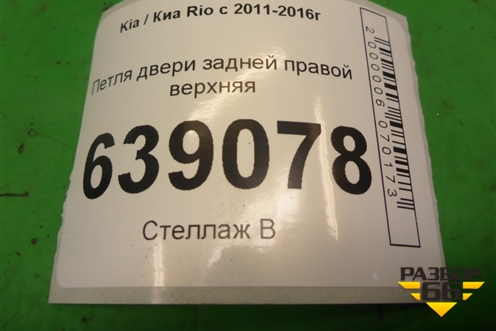 Kia / Киа Rio с 2011-2016г
Петля двери задней правой
верхняя
639078
Стеллаж В
2000006070173
РАЗБОР
66